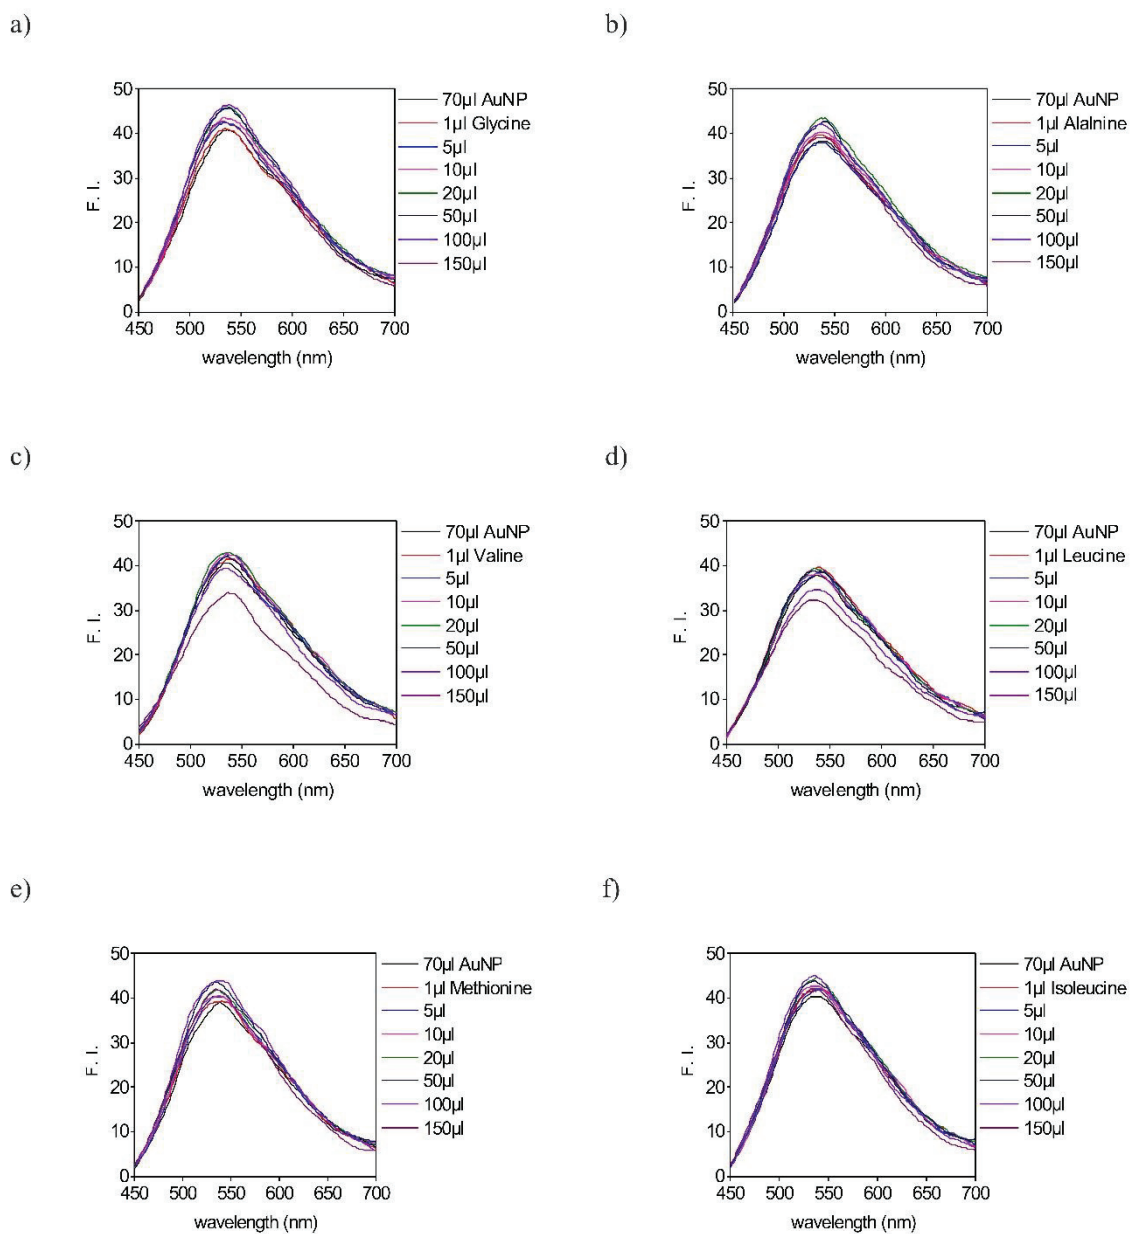 a)
50
40
30
20
10
0
F. I.
450 500 550 600 650 700
wavelength (nm)
70µl AuNP
1µl Glycine
5µl
10µl
20µl
50µl
100µl
150µl
b)
50
40
30
20
10
0
F. I.
450 500 550 600 650 700
wavelength (nm)
70µl AuNP
1µl Alalnine
5µl
10µl
20µl
50µl
100µl
150µl
c)
50
40
30
20
10
0
F. I.
450 500 550 600 650 700
wavelength (nm)
70µl AuNP
1µl Valine
5µl
10µl
20µl
50µl
100µl
150µl
d)
50
40
30
20
10
0
F. I.
450 500 550 600 650 700
wavelength (nm)
70µl AuNP
1µl Leucine
5µl
10µl
20µl
50µl
100µl
150µl
e)
50
40
30
20
10
0
F. I.
450 500 550 600 650 700
wavelength (nm)
70µl AuNP
1µl Methionine
5µl
10µl
20µl
50µl
100µl
150µl
f)
50
40
30
20
10
0
F. I.
450 500 550 600 650 700
wavelength (nm)
70µl AuNP
1µl Isoleucine
5µl
10µl
20µl
50µl
100µl
150µl